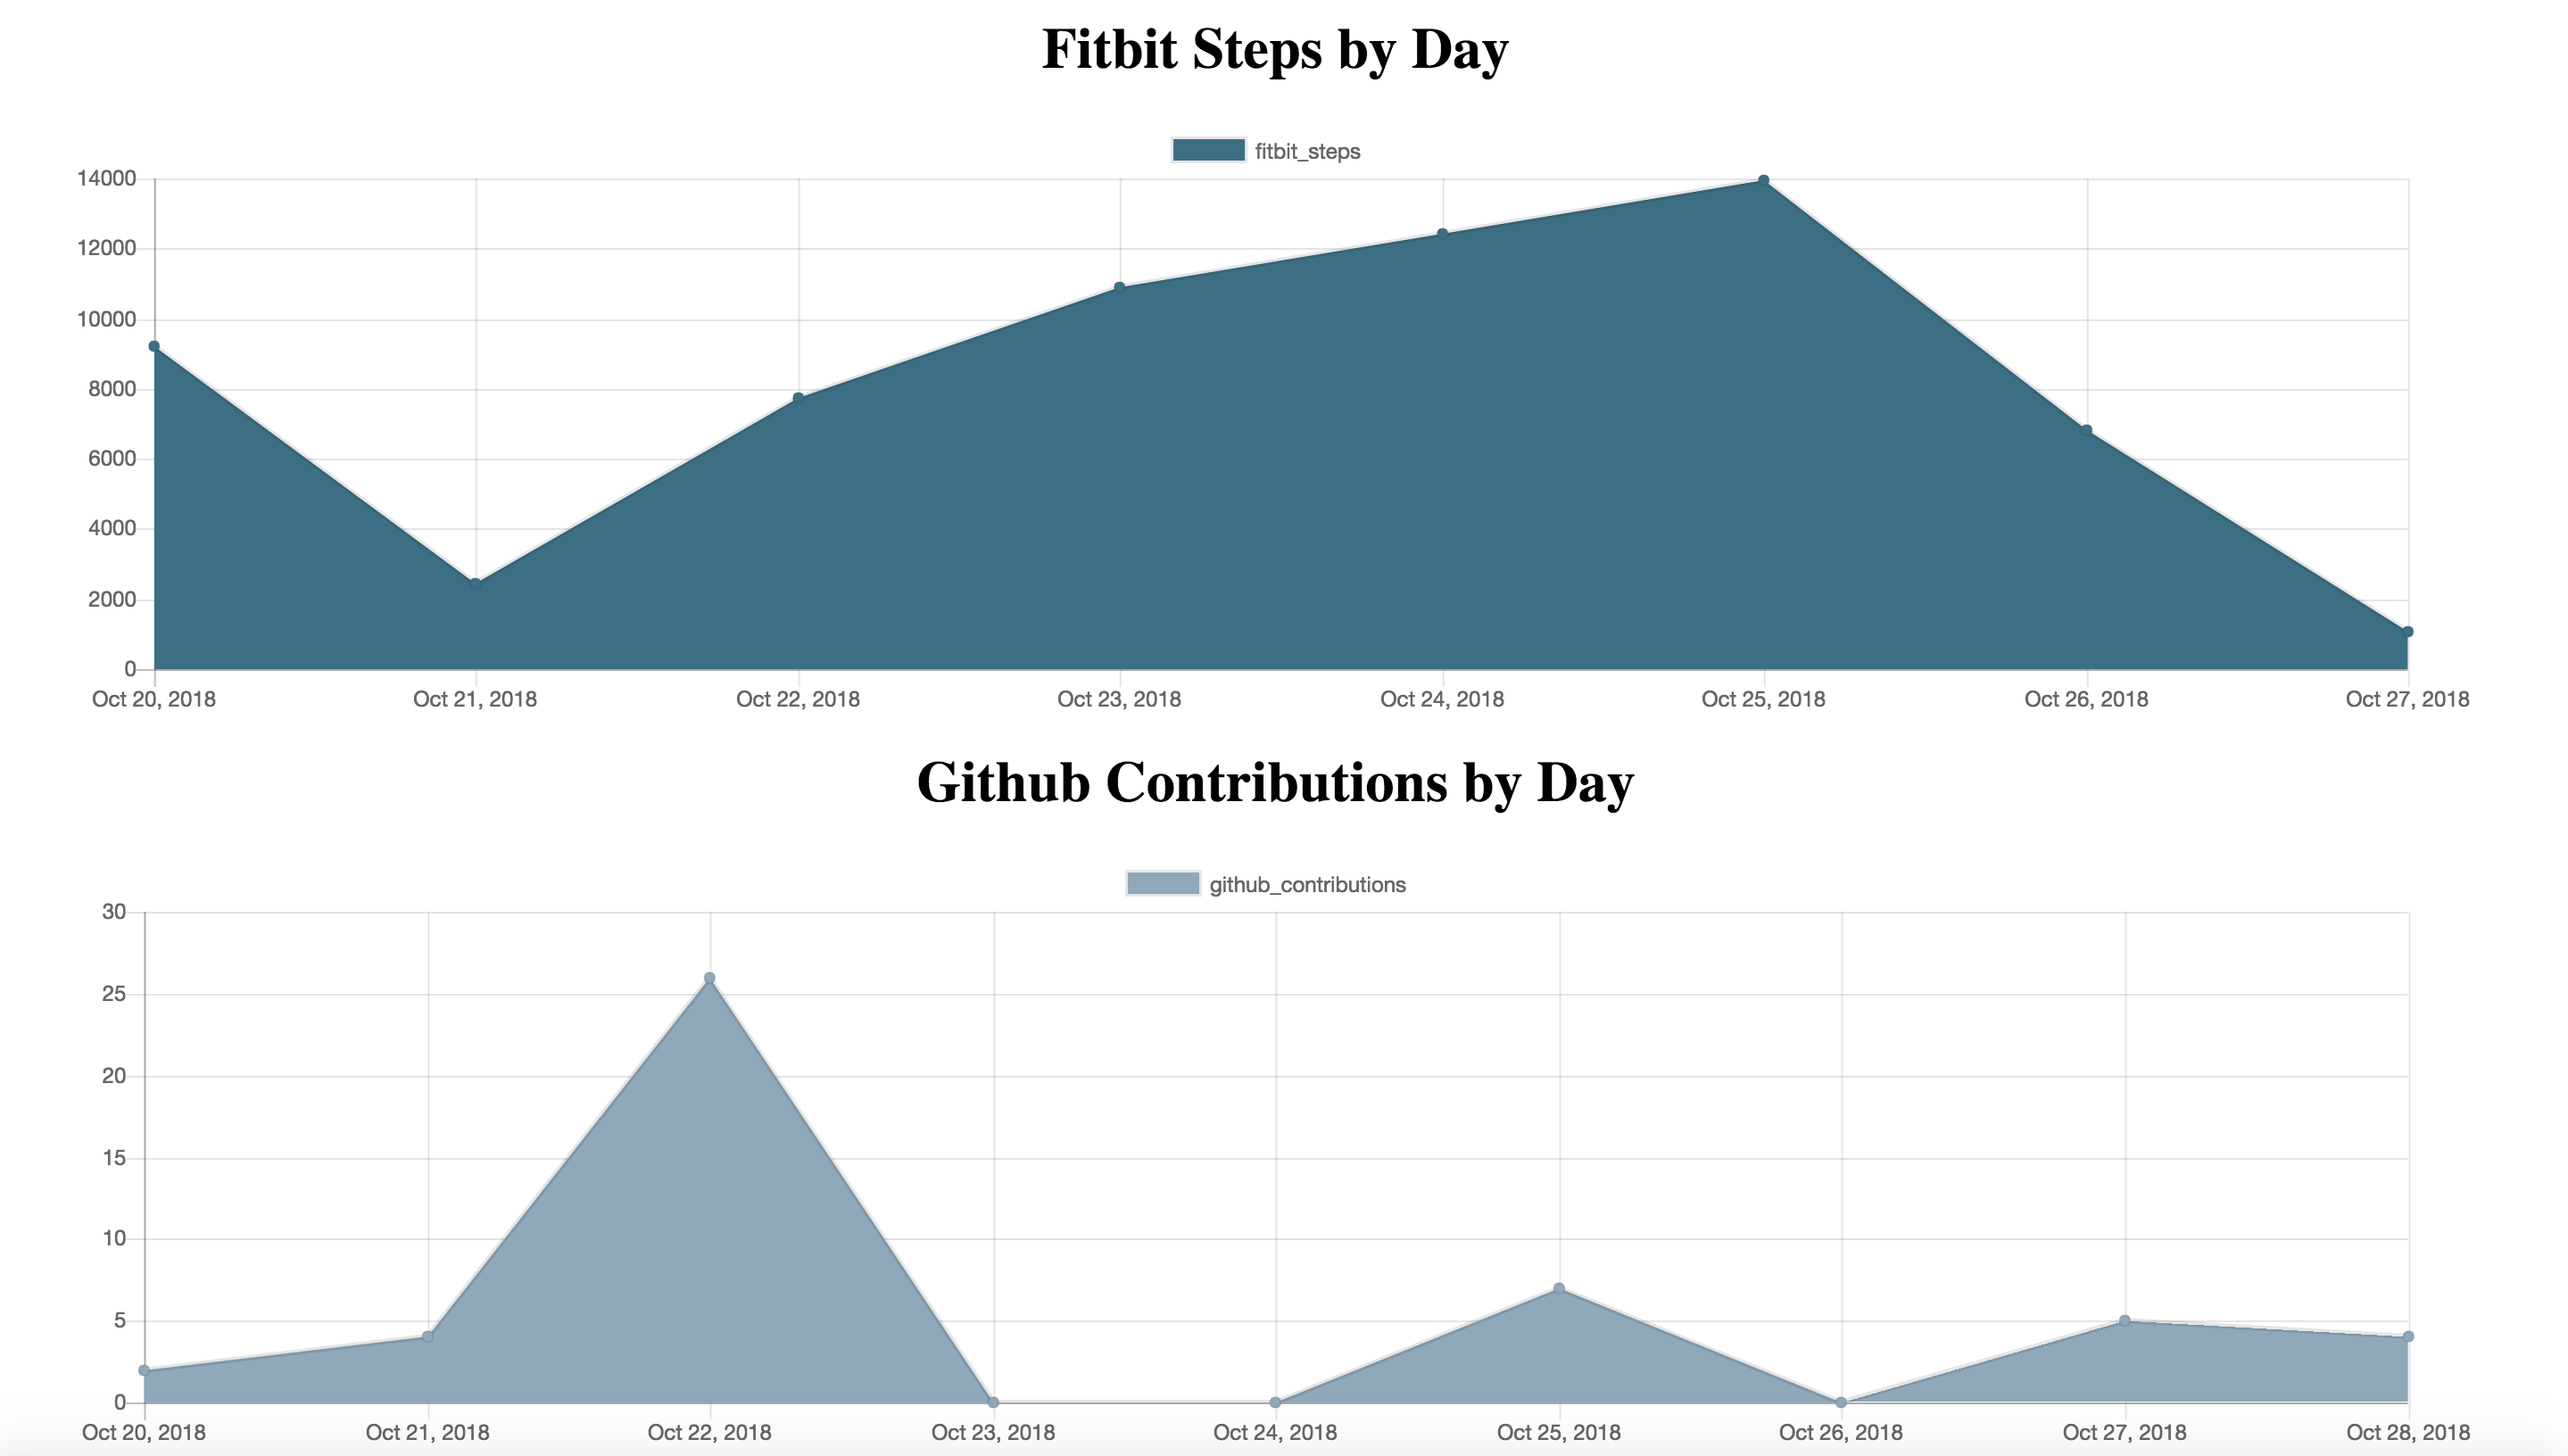 Fitbit Steps by Day
fitbit_steps
14000
12000
10000
8000
6000
4000
2000
0
Oct 20, 2018 Oct 21, 2018 Oct 22, 2018 Oct 23, 2018 Oct 24, 2018 Oct 25, 2018 Oct 26, 2018 Oct 27, 2018
Github Contributions by Day
github_contributions
30
25
20
15
10
5
0
Oct 20, 2018 Oct 21, 2018 Oct 22, 2018 Oct 23, 2018 Oct 24, 2018 Oct 25, 2018 Oct 26, 2018 Oct 27, 2018 Oct 28, 2018